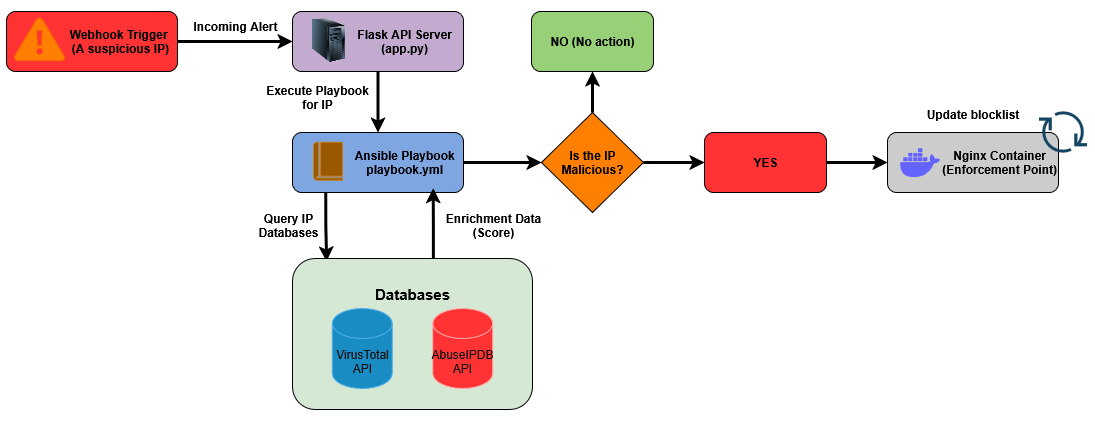 Webhook Trigger
(A suspicious IP)
Incoming Alert
Flask API Server
(app.py)
NO (No action)
Execute Playbook
for IP
Ansible Playbook
playbook.yml
Is the IP
Malicious?
YES
Update blocklist
Nginx Container
(Enforcement Point)
Query IP
Databases
Enrichment Data
(Score)
Databases
VirusTotal
API
AbuseIPDB
API